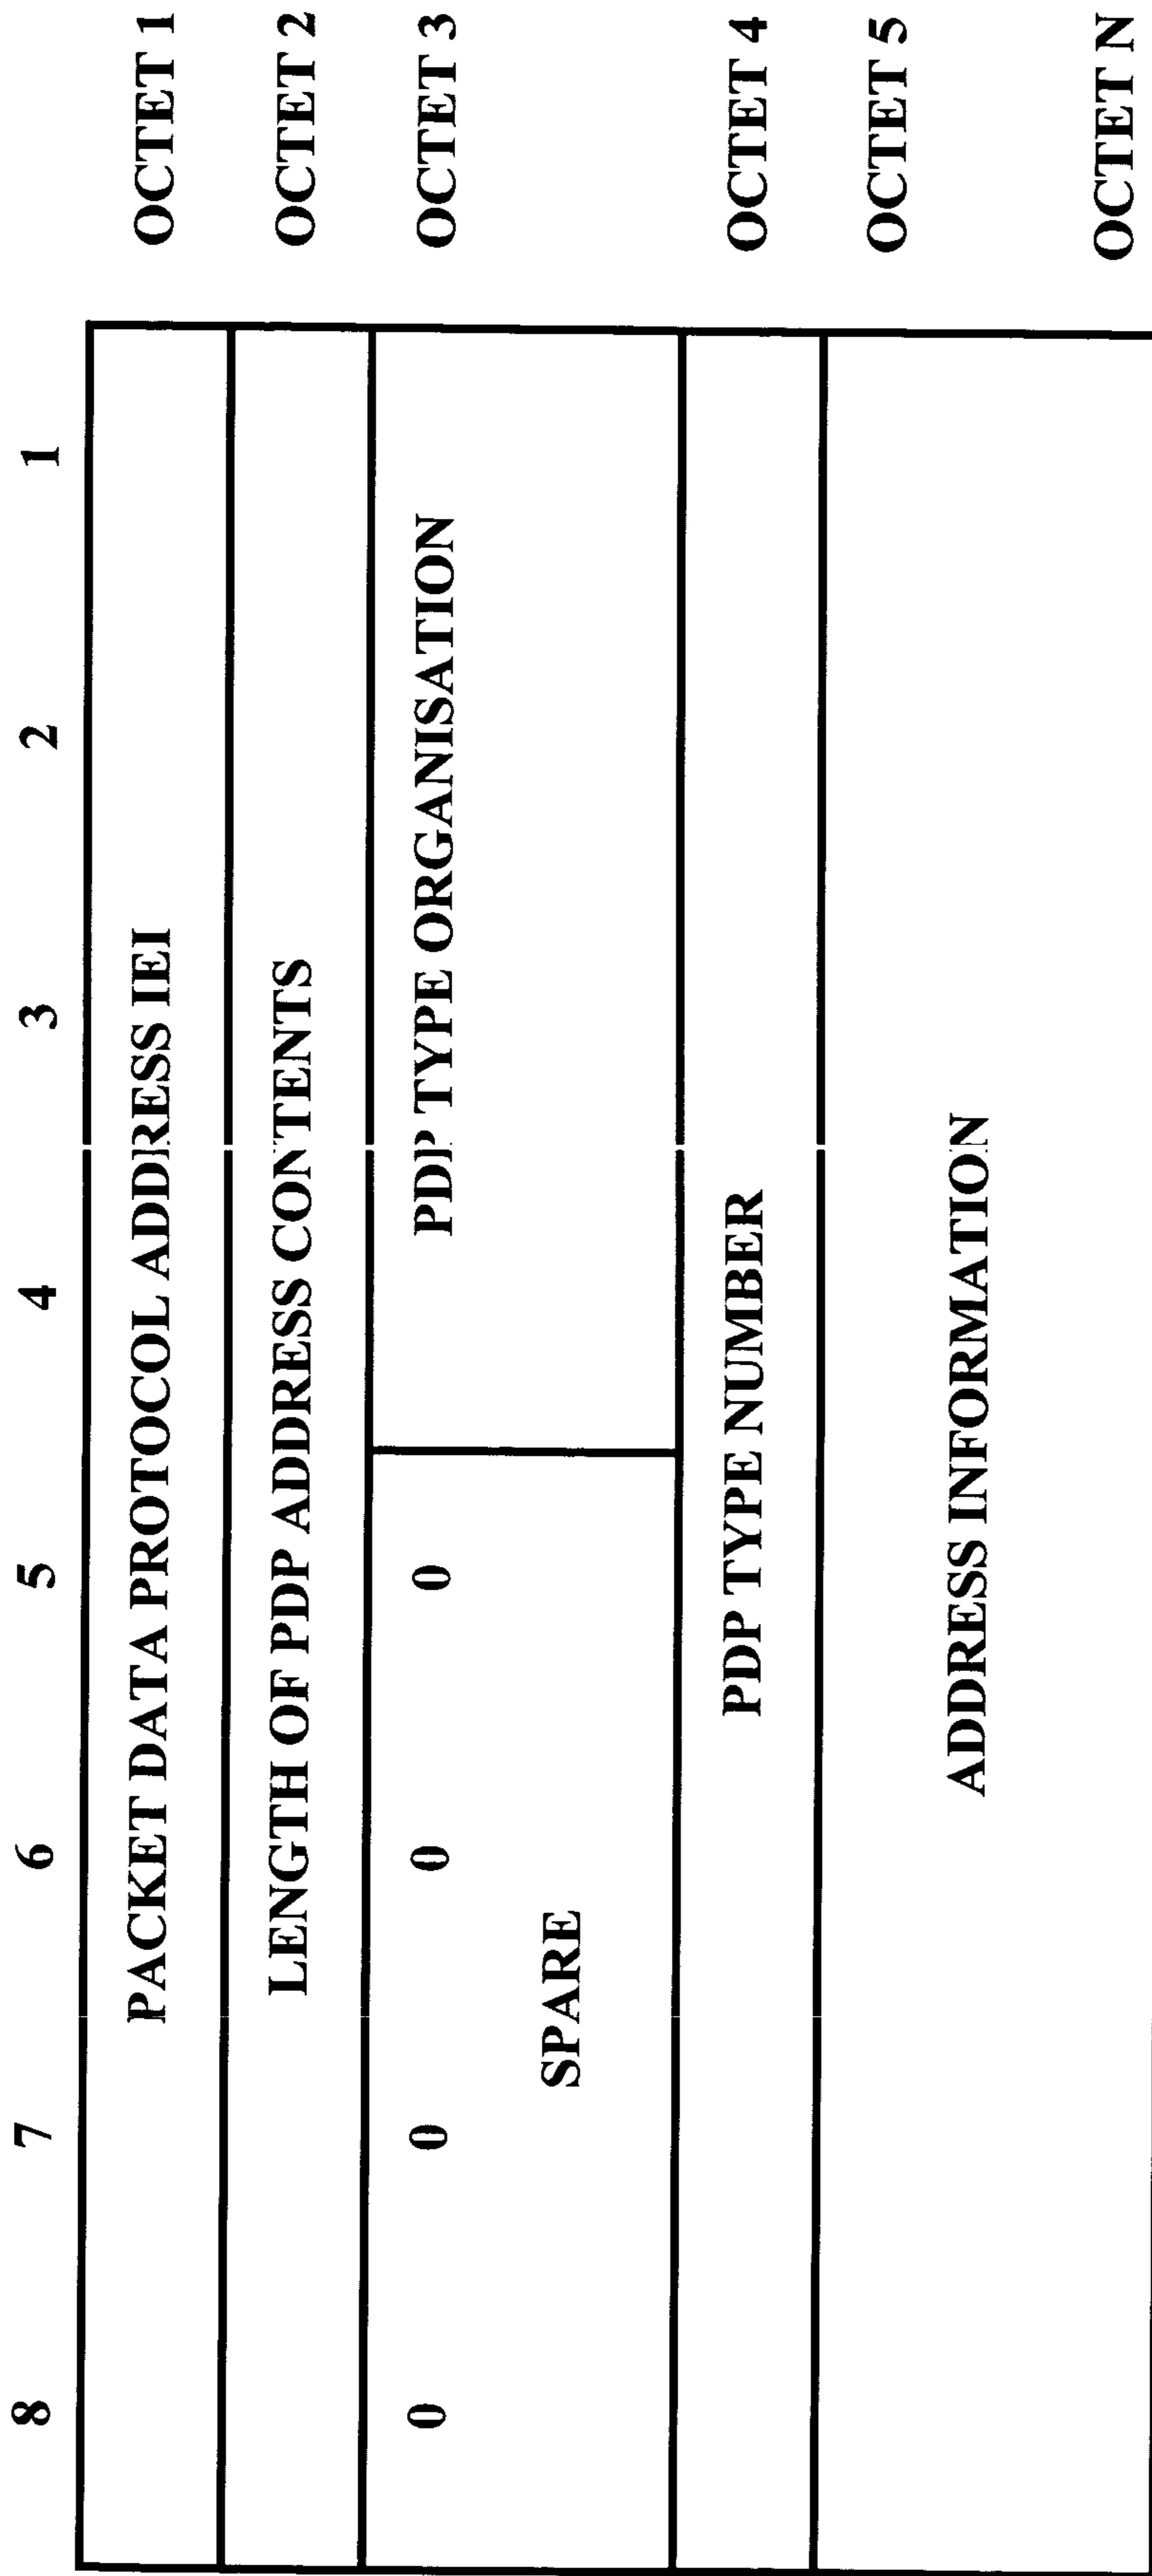 8 7 6 5 4 3 2 1
PACKET DATA PROTOCOL ADDRESS IEI OCTET 1
LENGTH OF PDP ADDRESS CONTENTS OCTET 2
0 0 0 0 PDP TYPE ORGANISATION OCTET 3
SPARE
PDP TYPE NUMBER OCTET 4
OCTET 5
ADDRESS INFORMATION
OCTET N